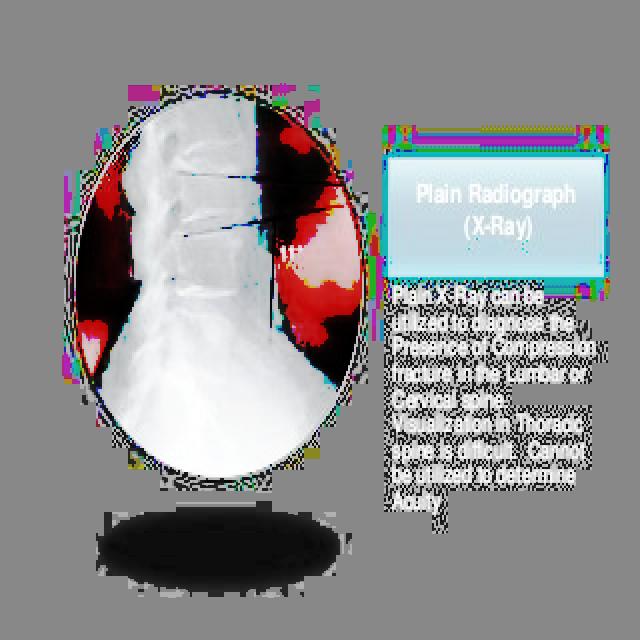 Plain Radiograph
(X-Ray)
Plain X-Ray can be
utilized to diagnose the
Presence of Compression
fracture in the Lumbar or
Cervical spine.
Visualization in Thoracic
spine is difficult. Cannot
be utilized to determine
Acuity